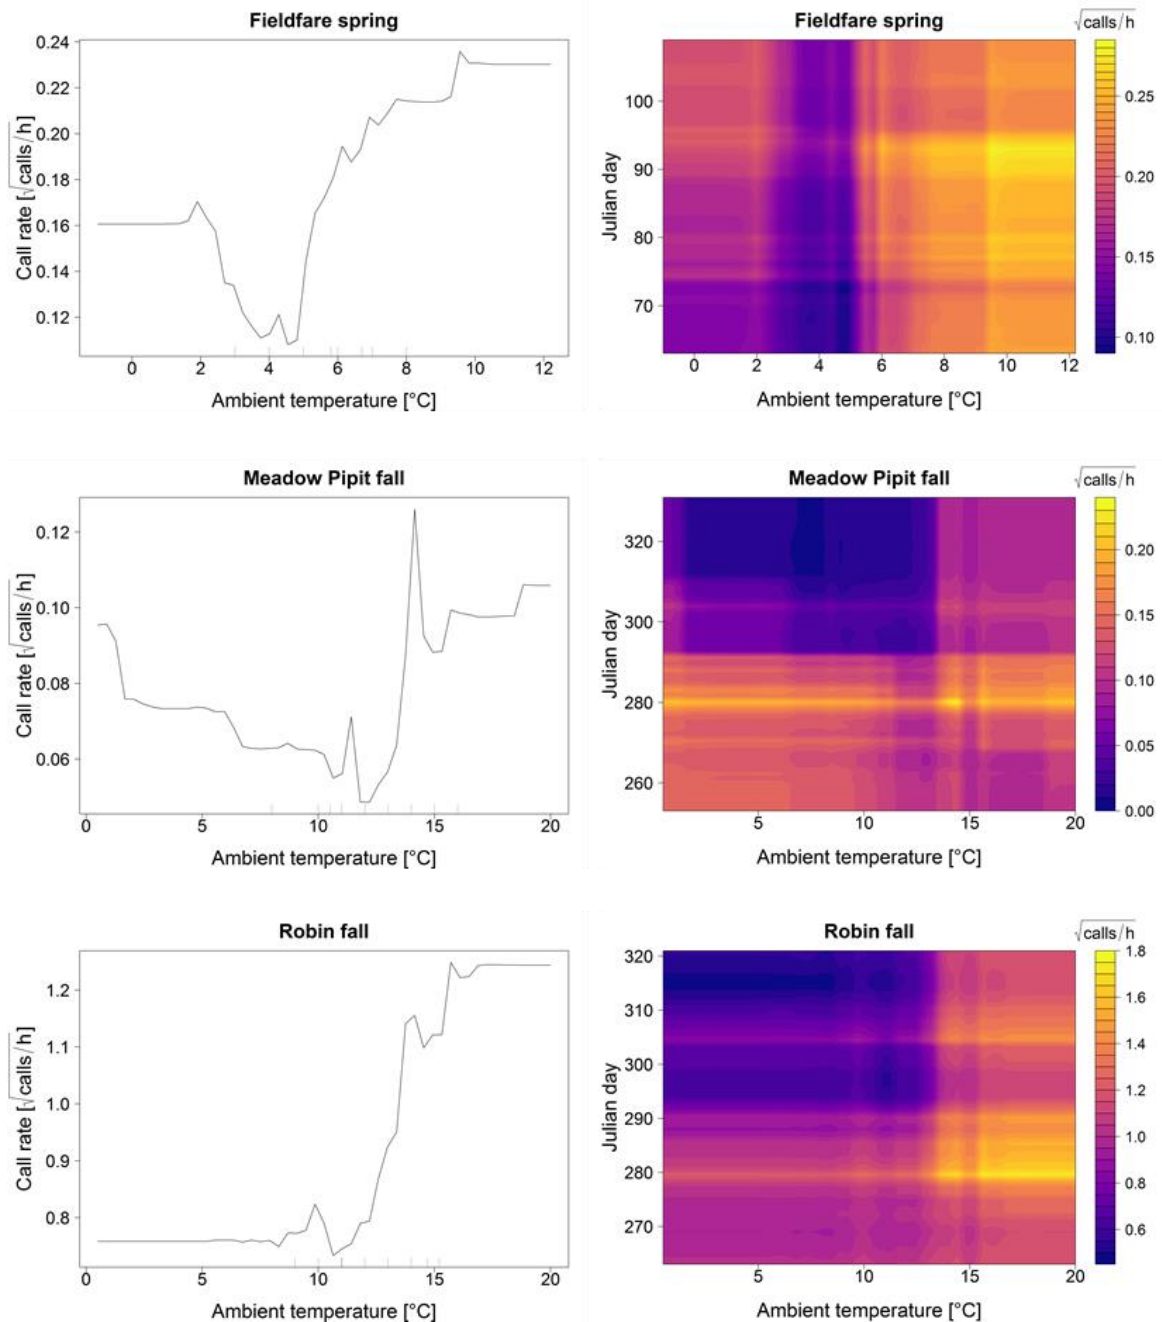 Fieldfare spring
0.24
0.22
0.20
0.18
0.16
0.14
0.12
Call rate [√calls/h]
0 2 4 6 8 10 12
Ambient temperature [°C]
Fieldfare spring
√calls/h
100
90
80
70
Julian day
0 2 4 6 8 10 12
Ambient temperature [°C]
0.25
0.20
0.15
0.10
Meadow Pipit fall
0.12
0.10
0.08
0.06
Call rate [√calls/h]
0 5 10 15 20
Ambient temperature [°C]
Meadow Pipit fall
√calls/h
320
300
280
260
Julian day
5 10 15 20
Ambient temperature [°C]
0.20
0.15
0.10
0.05
0.00
Robin fall
1.2
1.1
1.0
0.9
0.8
Call rate [√calls/h]
0 5 10 15 20
Ambient temperature [°C]
Robin fall
√calls/h
320
310
300
290
280
270
Julian day
5 10 15 20
Ambient temperature [°C]
1.8
1.6
1.4
1.2
1.0
0.8
0.6